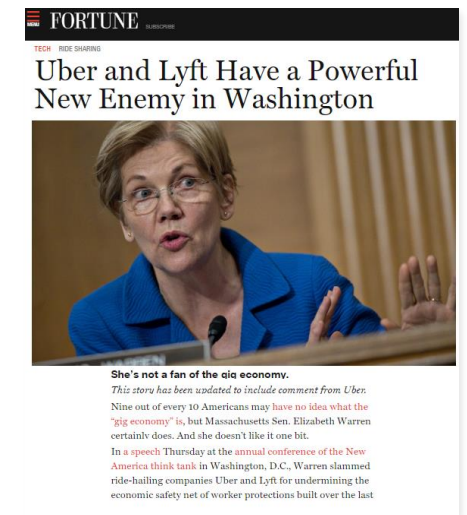 MENU
FORTUNE
SUBSCRIBE
TECH RIDE SHARING
Uber and Lyft Have a Powerful
New Enemy in Washington
WARREN
She's not a fan of the gig economy.
This story has been updated to include comment from Uber.
Nine out of every 10 Americans may have no idea what the
"gig economy" is, but Massachusetts Sen. Elizabeth Warren
certainly does. And she doesn't like it one bit.
In a speech Thursday at the annual conference of the New
America think tank in Washington, D.C., Warren slammed
ride-hailing companies Uber and Lyft for undermining the
economic safety net of worker protections built over the last